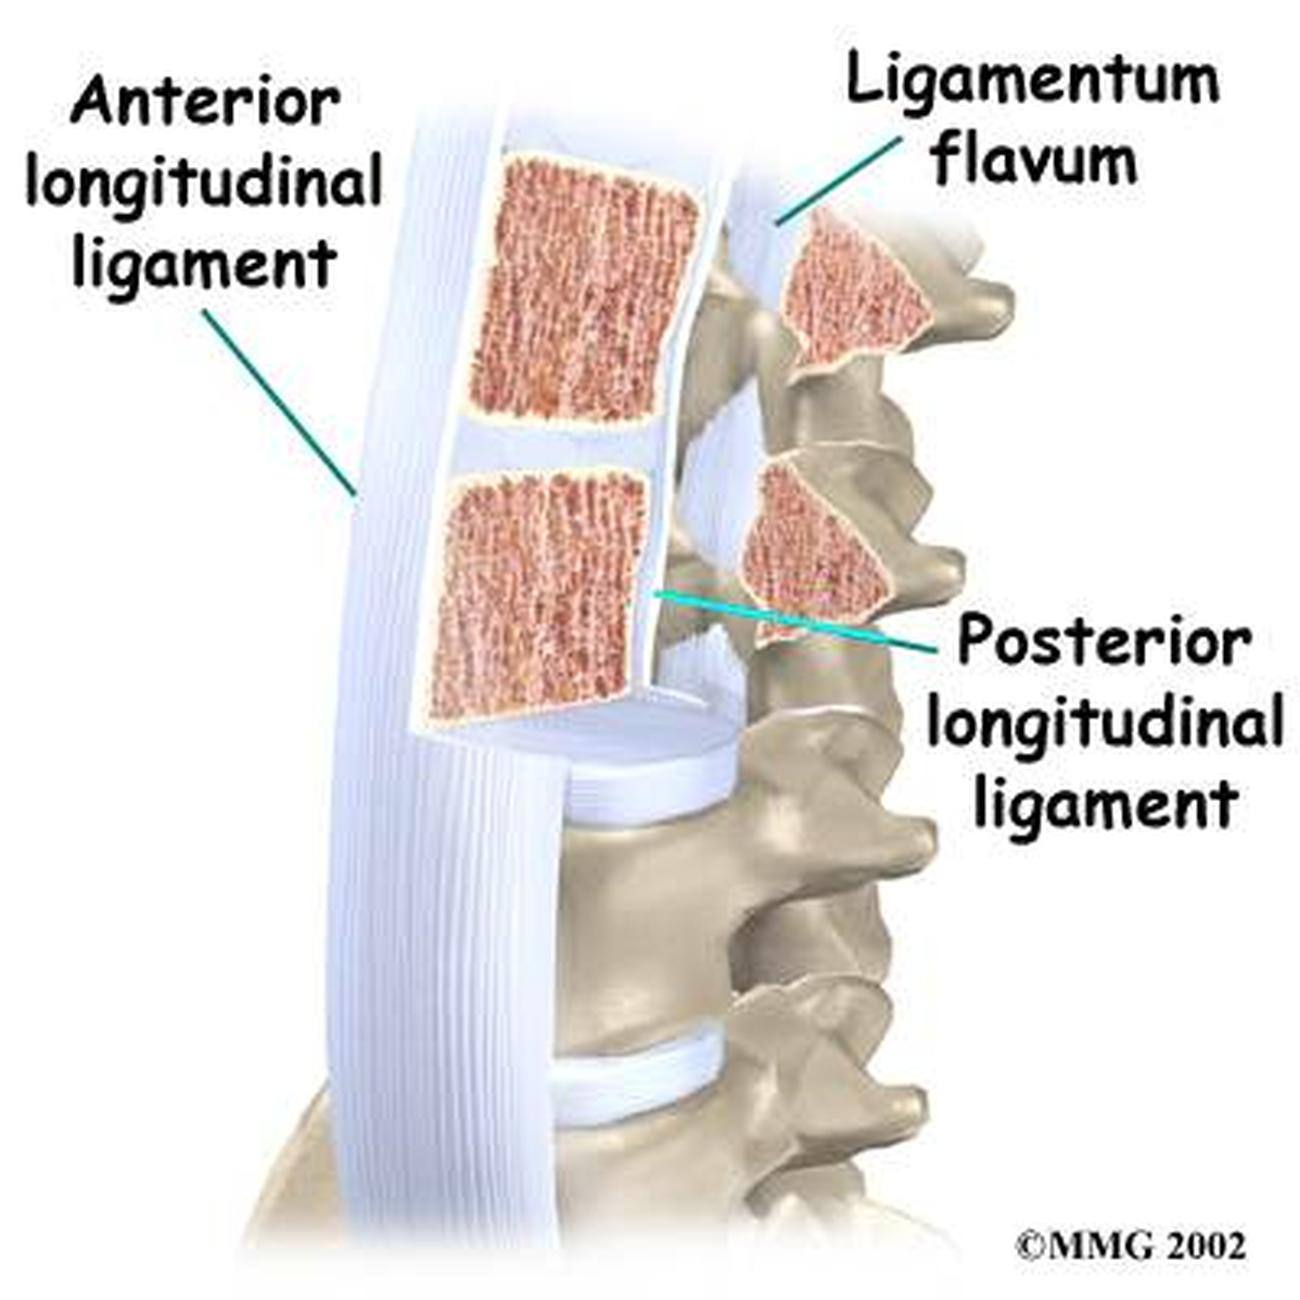 Anterior
longitudinal
ligament
Ligamentum
flavum
Posterior
longitudinal
ligament
©MMG 2002